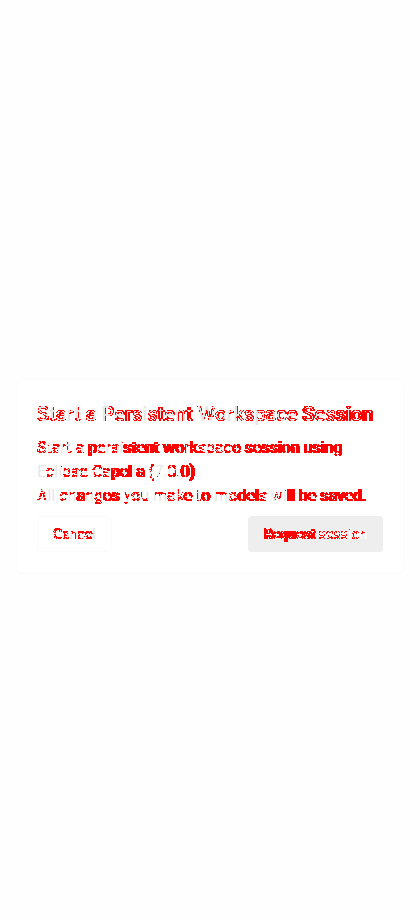 Start a Persistent Workspace Session
Start a persistent workspace session using
Eclipse Capella (7.0.0)
All changes you make to models will be saved.
Cancel
session